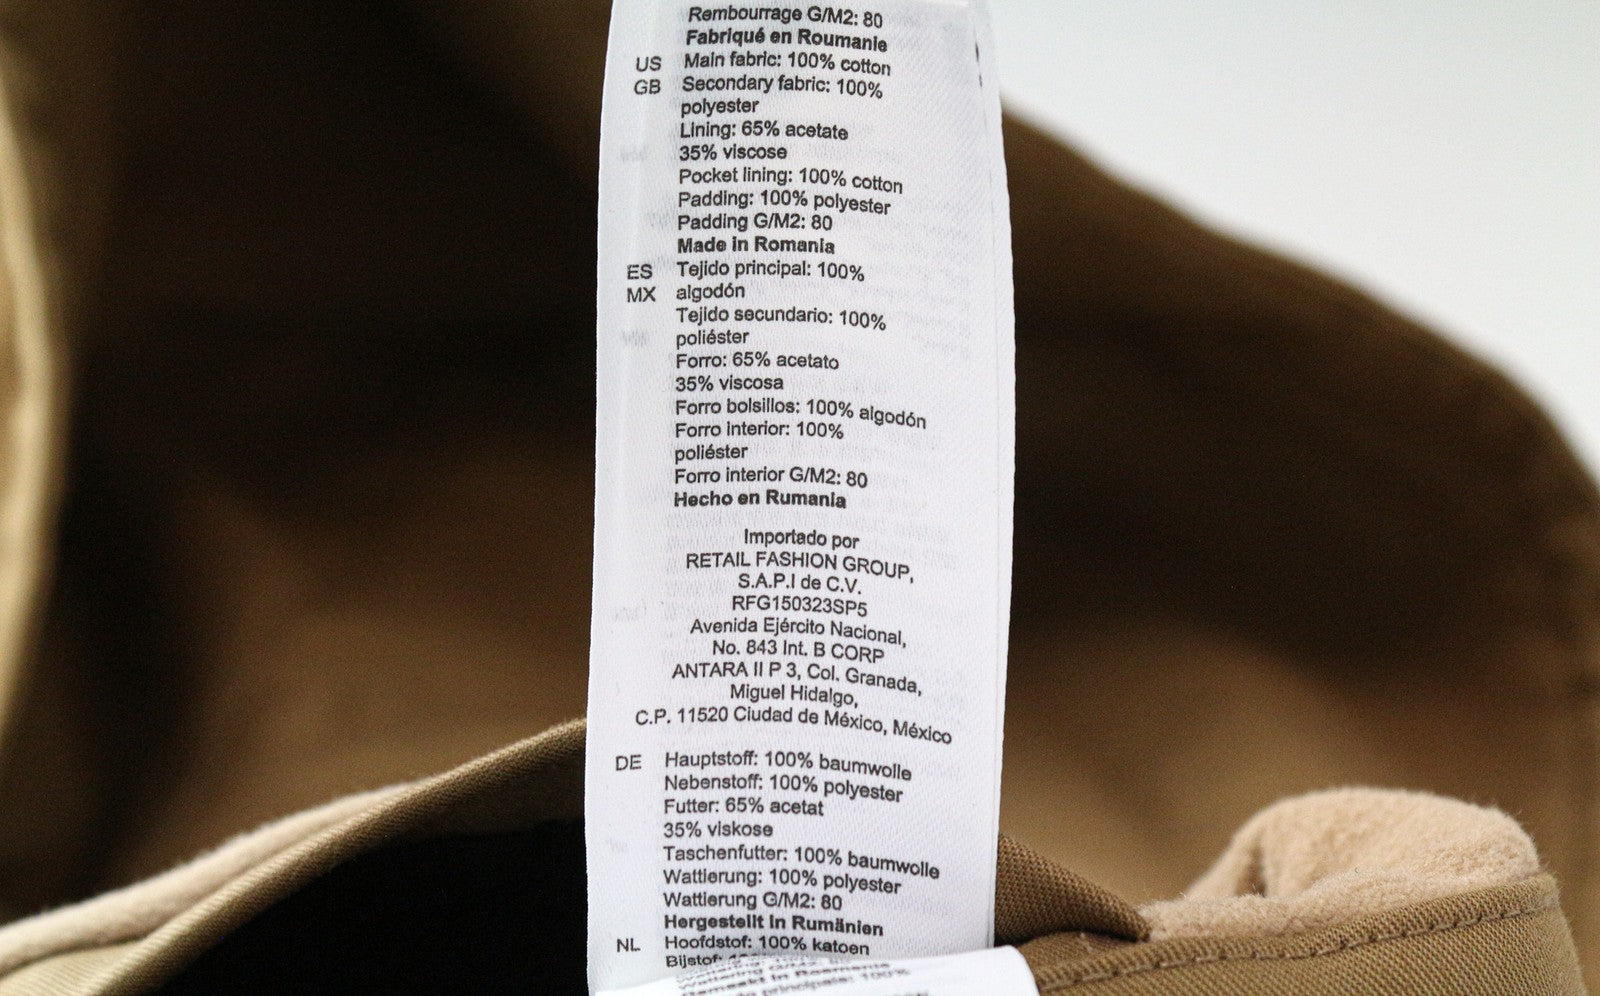 Rembourrage G/M2: 80
Fabriqué en Roumanie
US Main fabric: 100% cotton
GB Secondary fabric: 100%
polyester
Lining: 65% acetate
35% viscose
Pocket lining: 100% cotton
Padding: 100% polyester
Padding G/M2: 80
Made in Romania
ES Tejido principal: 100%
MX algodón
Tejido secundario: 100%
poliéster
Forro: 65% acetato
35% viscosa
Forro bolsillos: 100% algodón
Forro interior: 100%
poliéster
Forro interior G/M2: 80
Hecho en Rumania
Importado por
RETAIL FASHION GROUP,
S.A.P.I de C.V.
RFG150323SP5
Avenida Ejército Nacional,
No. 843 Int. B CORP
ANTARA II P 3, Col. Granada,
Miguel Hidalgo,
C.P. 11520 Ciudad de México, México
DE Hauptstoff: 100% baumwolle
Nebenstoff: 100% polyester
Futter: 65% acetat
35% viskose
Taschenfutter: 100% baumwolle
Wattierung: 100% polyester
Wattierung G/M2: 80
Hergestellt in Rumänien
NL Hoofdstof: 100% katoen
Bijstof:
principale: 100%